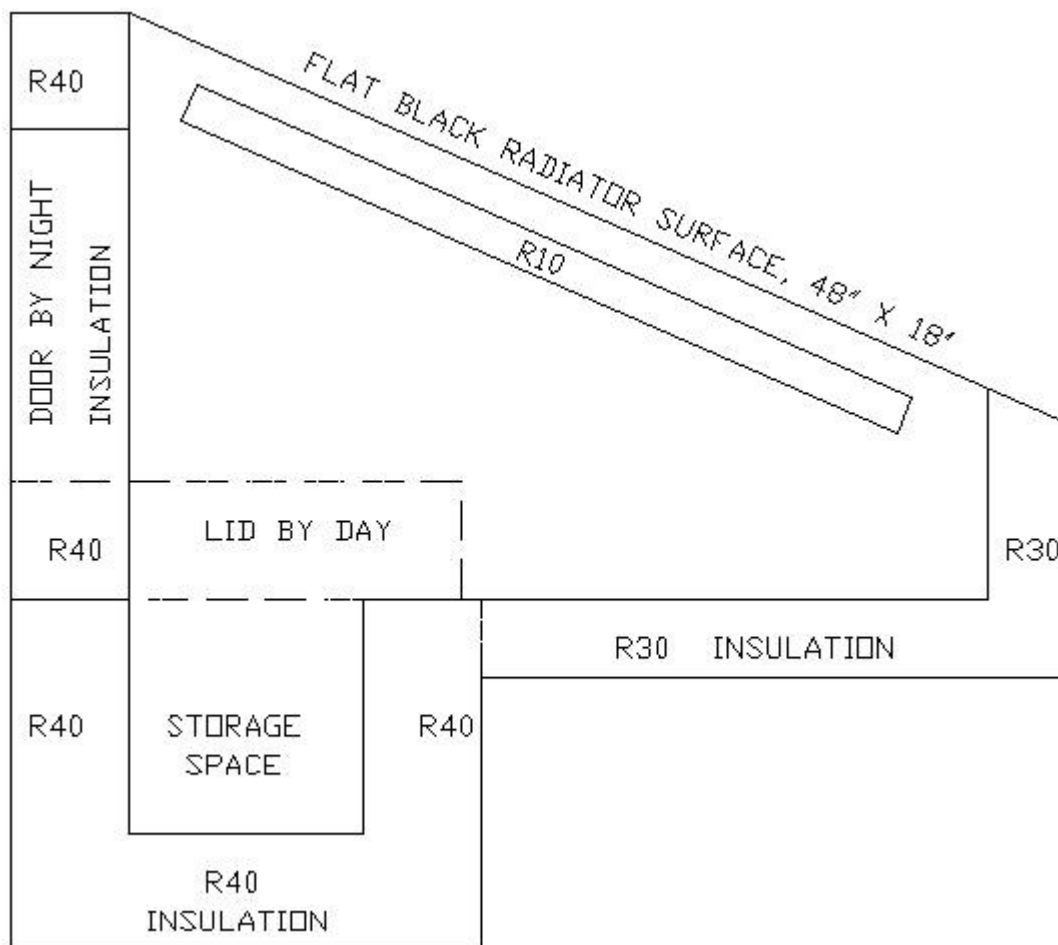 R40
FLAT BLACK RADIATOR SURFACE, 48" X 18"
R10
DOOR BY NIGHT
INSULATION
LID BY DAY
R40
R30
R30 INSULATION
R40
STORAGE
SPACE
R40
R40
INSULATION